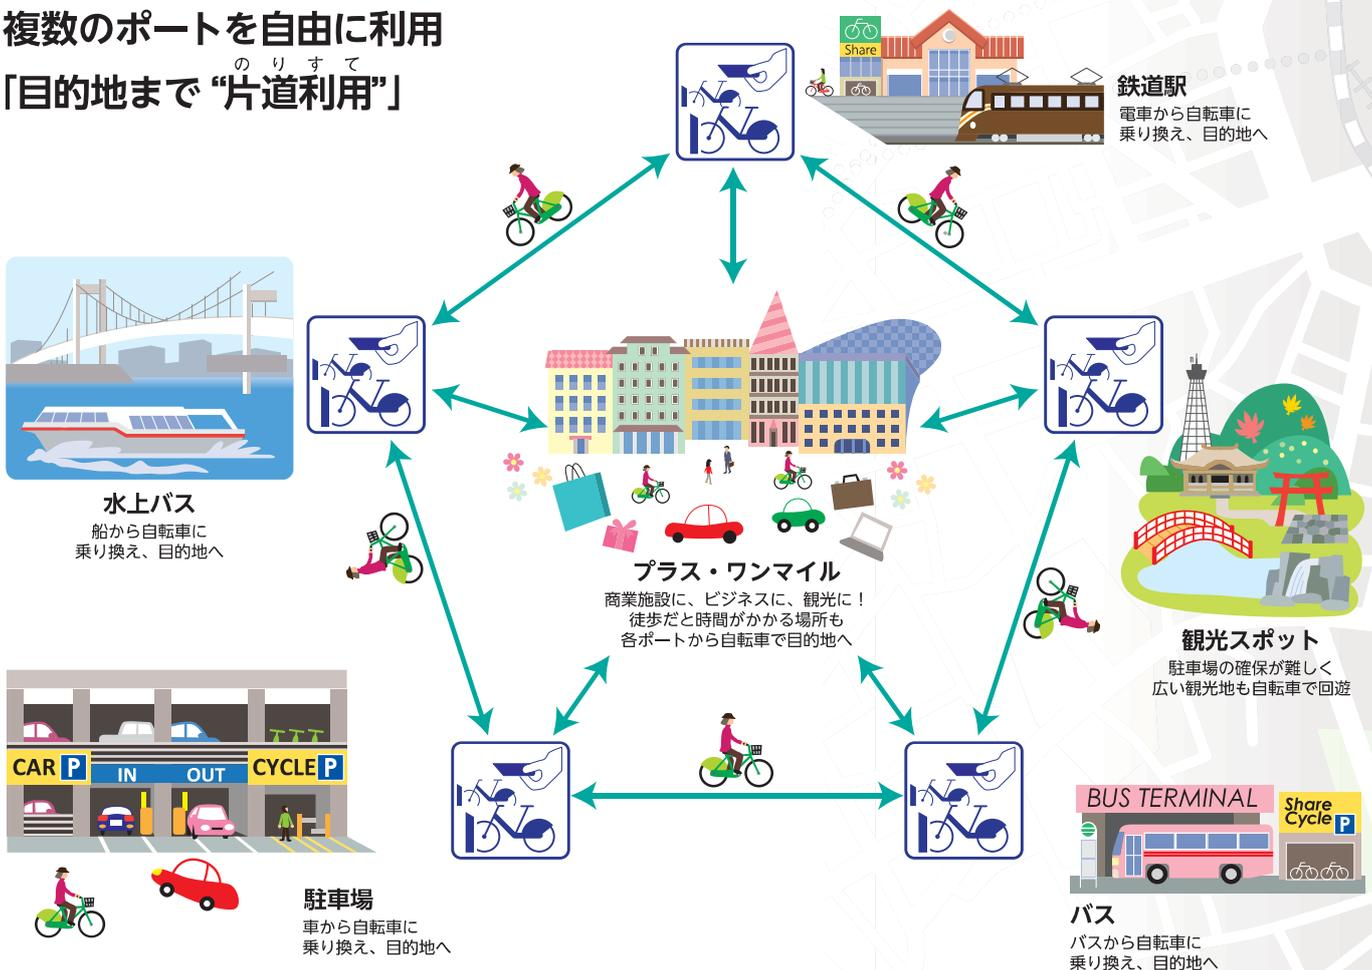 複数のポートを自由に利用
のりすて
「目的地まで “片道利用”」
Share
鉄道駅
電車から自転車に
乗り換え、目的地へ
水上バス
船から自転車に
乗り換え、目的地へ
プラス・ワンマイル
商業施設に、ビジネスに、観光に！
徒歩だと時間がかかる場所も
各ポートから自転車で目的地へ
観光スポット
駐車場の確保が難しく
広い観光地も自転車で回遊
CAR P
IN OUT
CYCLE P
駐車場
車から自転車に
乗り換え、目的地へ
BUS TERMINAL
Share
Cycle P
バス
バスから自転車に
乗り換え、目的地へ